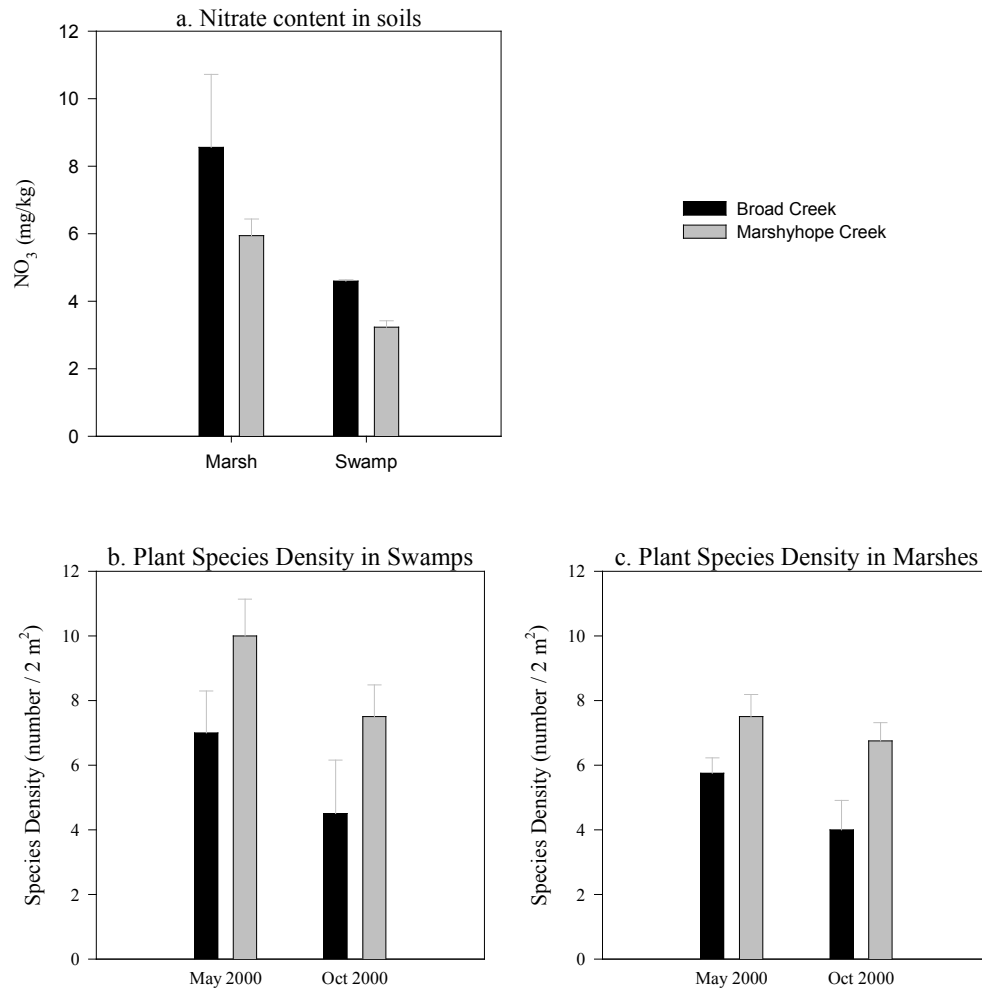 a. Nitrate content in soils
12
10
8
6
4
2
0
NO3 (mg/kg)
Marsh
Swamp
Broad Creek
Marshyhope Creek
b. Plant Species Density in Swamps
12
10
8
6
4
2
0
Species Density (number / 2 m²)
May 2000
Oct 2000
c. Plant Species Density in Marshes
12
10
8
6
4
2
0
Species Density (number / 2 m²)
May 2000
Oct 2000